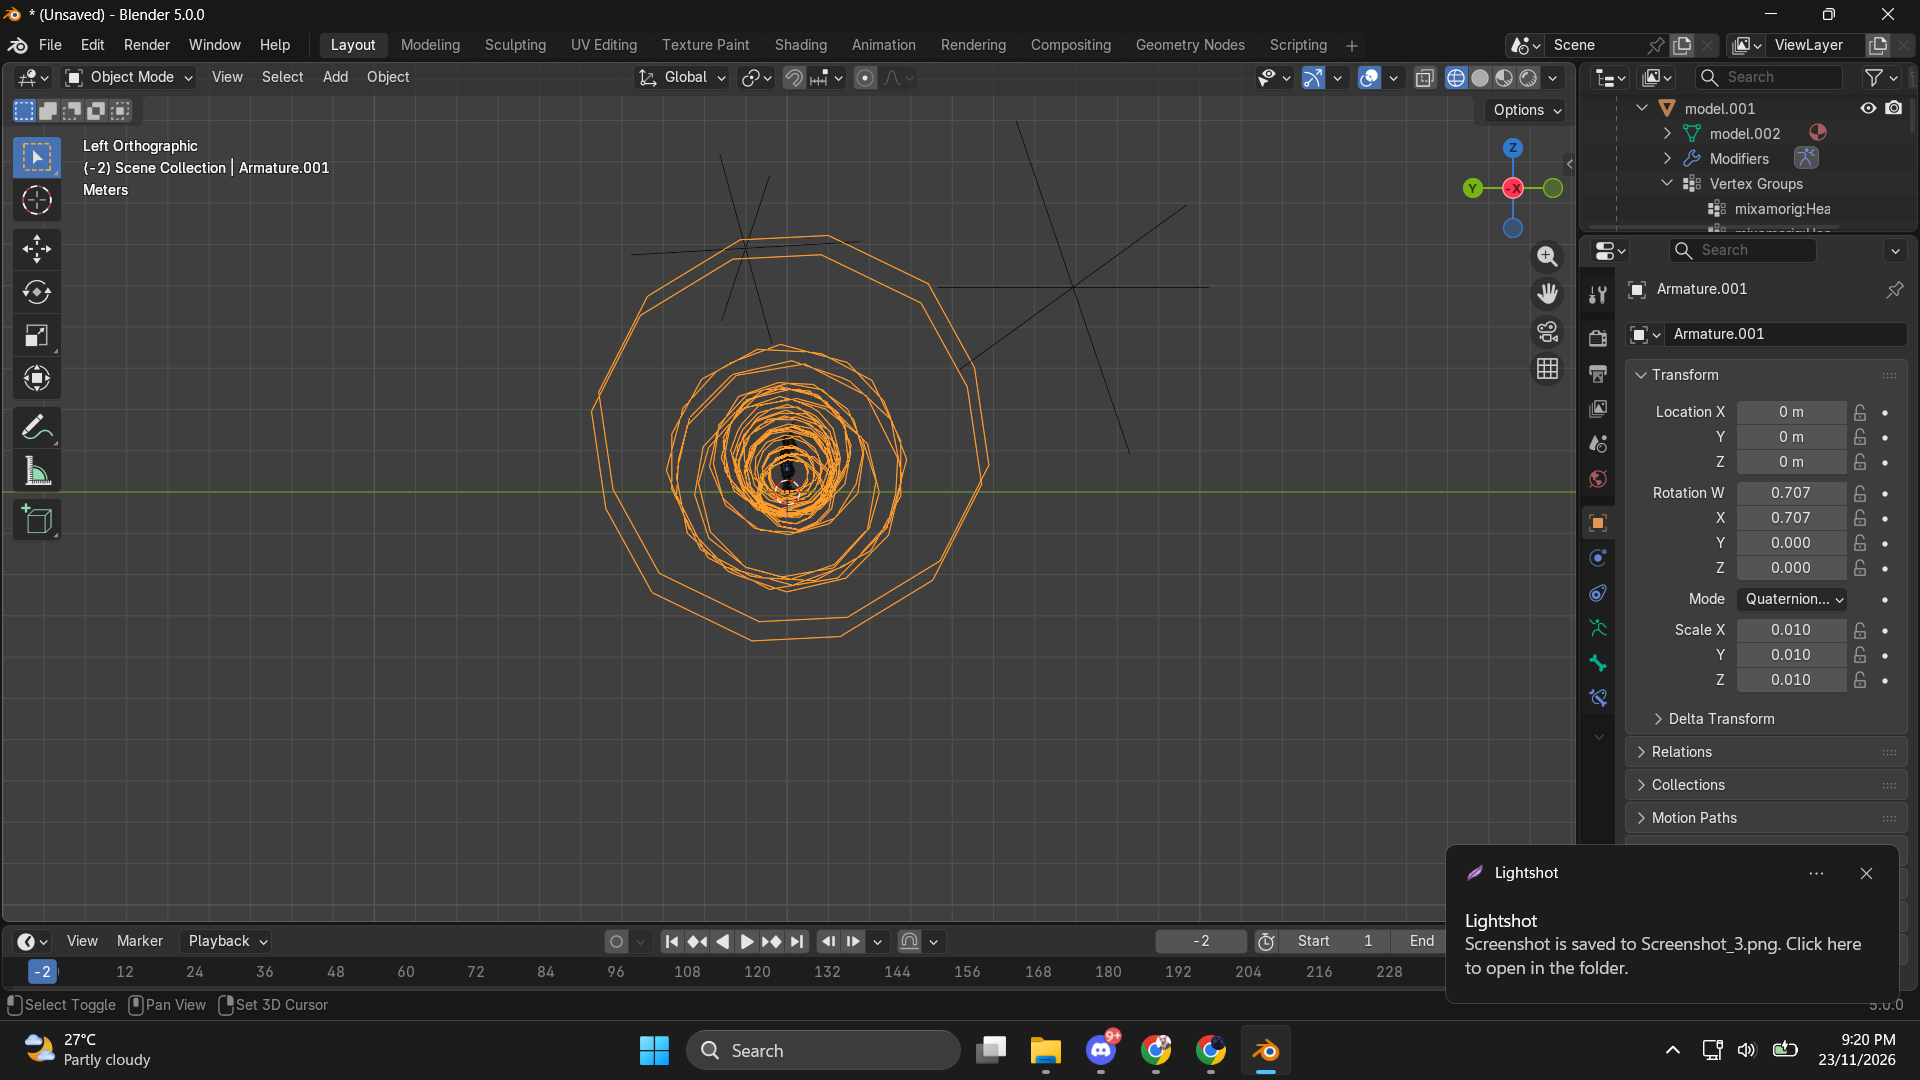 * (Unsaved) - Blender 5.0.0
File Edit Render Window Help Layout Modeling Sculpting UV Editing Texture Paint Shading Animation Rendering Compositing Geometry Nodes Scripting Scene ViewLayer
Object Mode View Select Add Object Global Search
Options
model.001
model.002
Modifiers
Vertex Groups
mixamorig:Hea
Left Orthographic
(-2) Scene Collection | Armature.001
Meters
Z
Y
-X
Search
Armature.001
Armature.001
Transform
Location X 0 m
Y 0 m
Z 0 m
Rotation W 0.707
X 0.707
Y 0.000
Z 0.000
Mode Quaternion...
Scale X 0.010
Y 0.010
Z 0.010
Delta Transform
Relations
Collections
Motion Paths
Lightshot
Lightshot
Screenshot is saved to Screenshot_3.png. Click here
to open in the folder.
View Marker Playback -2 Start 1 End
-2 12 24 36 48 60 72 84 96 108 120 132 144 156 168 180 192 204 216 228
Select Toggle Pan View Set 3D Cursor 5.0.0
27°C
Partly cloudy
Search
9+
9:20 PM
23/11/2026